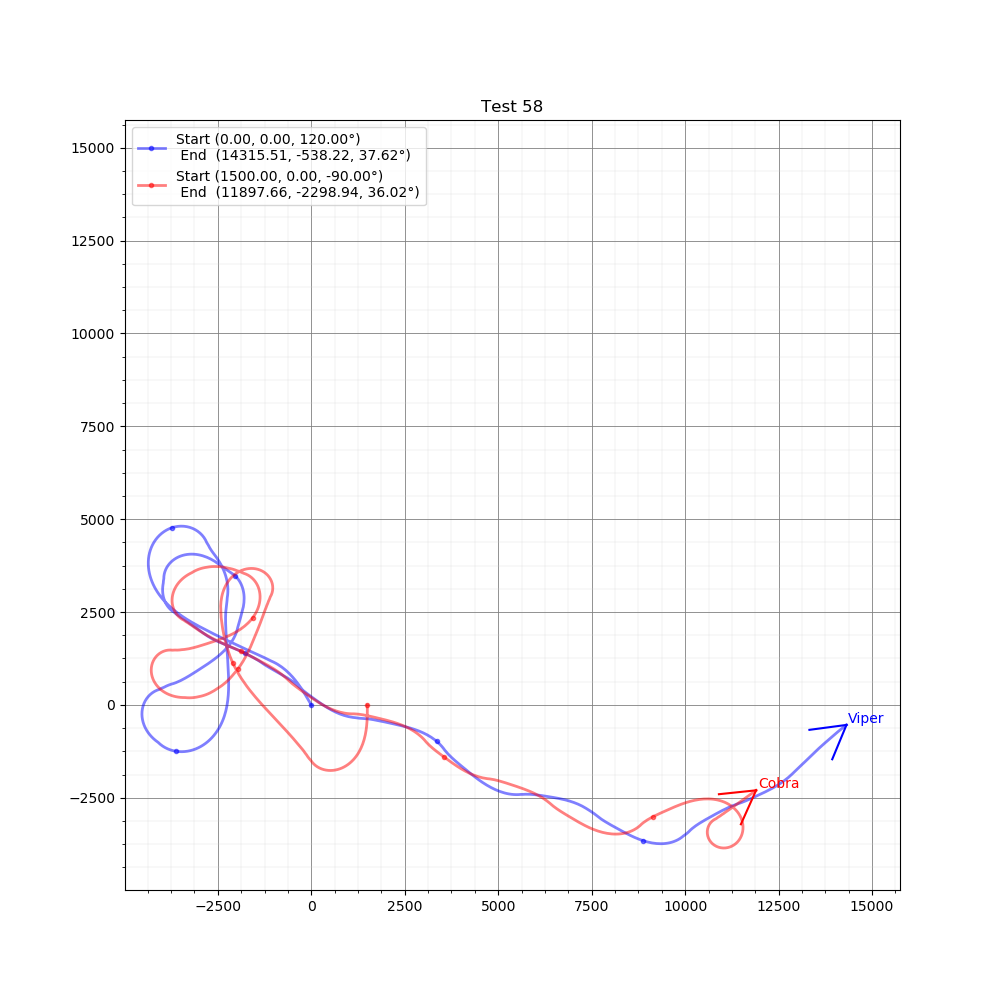 Test 58
Start (0.00, 0.00, 120.00°)
End  (14315.51, -538.22, 37.62°)
Start (1500.00, 0.00, -90.00°)
End  (11897.66, -2298.94, 36.02°)
15000
12500
10000
7500
5000
2500
0
−2500
Viper
Cobra
−2500 0 2500 5000 7500 10000 12500 15000